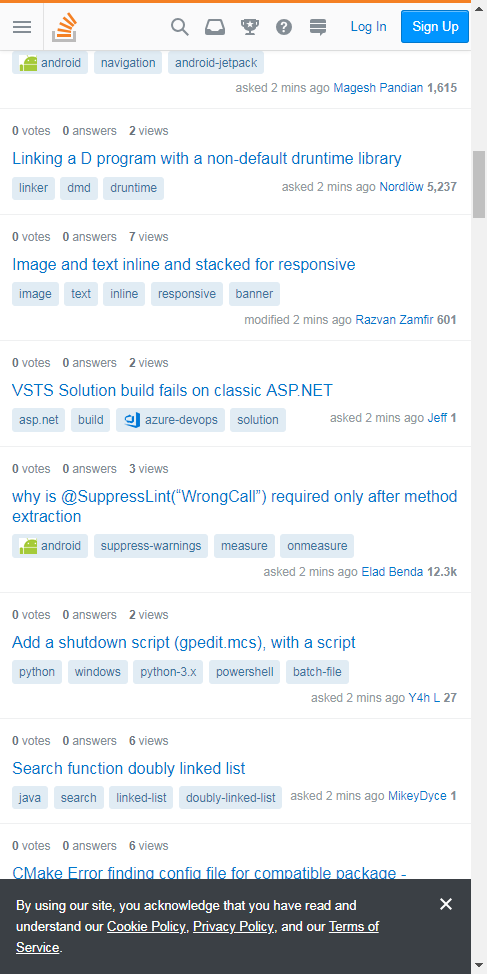 Log In Sign Up
android navigation android-jetpack
asked 2 mins ago Magesh Pandian 1,615
0 votes 0 answers 2 views
Linking a D program with a non-default druntime library
linker dmd druntime asked 2 mins ago Nordlöw 5,237
0 votes 0 answers 7 views
Image and text inline and stacked for responsive
image text inline responsive banner
modified 2 mins ago Razvan Zamfir 601
0 votes 0 answers 2 views
VSTS Solution build fails on classic ASP.NET
asp.net build azure-devops solution asked 2 mins ago Jeff 1
0 votes 0 answers 3 views
why is @SuppressLint(“WrongCall”) required only after method
extraction
android suppress-warnings measure onmeasure
asked 2 mins ago Elad Benda 12.3k
0 votes 0 answers 2 views
Add a shutdown script (gpedit.mcs), with a script
python windows python-3.x powershell batch-file
asked 2 mins ago Y4h L 27
0 votes 0 answers 6 views
Search function doubly linked list
java search linked-list doubly-linked-list asked 2 mins ago MikeyDyce 1
0 votes 0 answers 6 views
CMake Error finding config file for compatible package -
By using our site, you acknowledge that you have read and
understand our Cookie Policy, Privacy Policy, and our Terms of
Service.